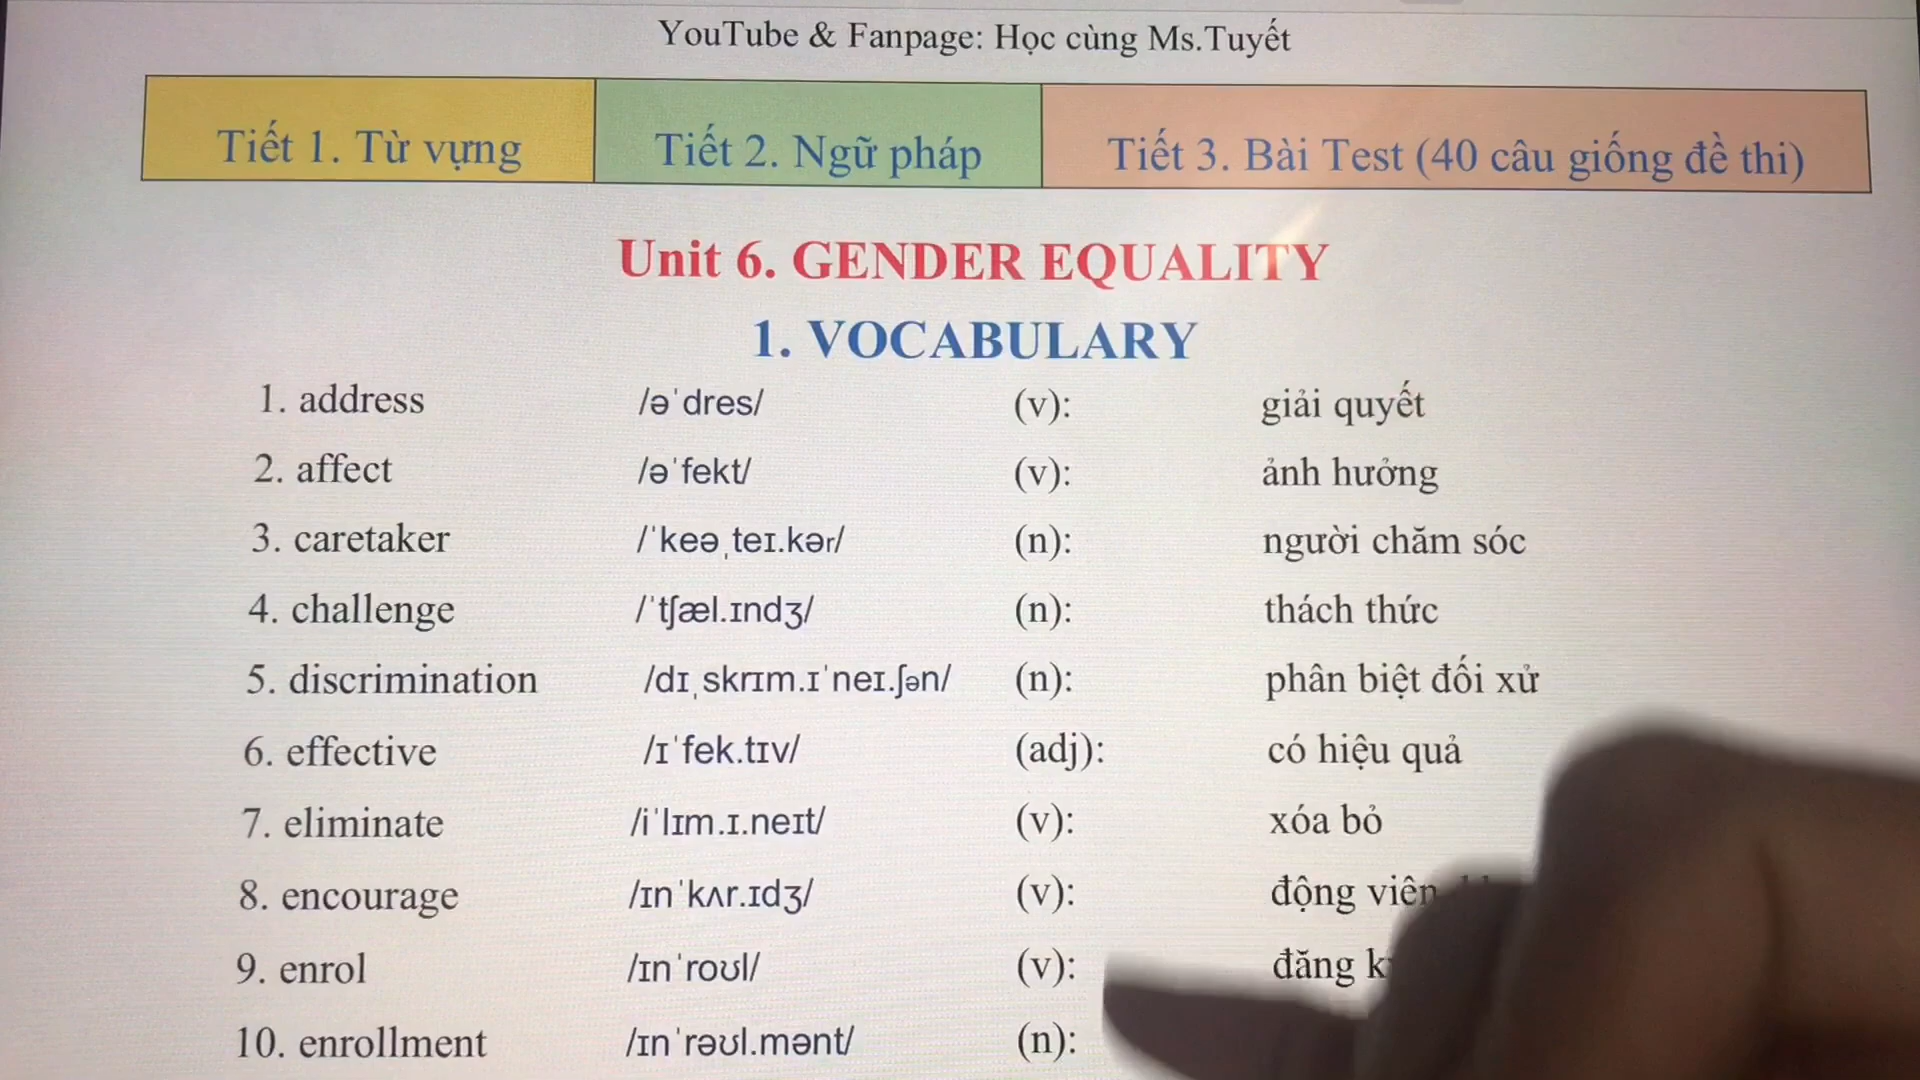 YouTube & Fanpage: Học cùng Ms.Tuyết
Tiết 1. Từ vựng Tiết 2. Ngữ pháp Tiết 3. Bài Test (40 câu giống đề thi)
Unit 6. GENDER EQUALITY
1. VOCABULARY
1. address /əˈdres/ (v): giải quyết
2. affect /əˈfekt/ (v): ảnh hưởng
3. caretaker /ˈkeəˌteɪ.kər/ (n): người chăm sóc
4. challenge /ˈtʃæl.ɪndʒ/ (n): thách thức
5. discrimination /dɪˌskrɪm.ɪˈneɪ.ʃən/ (n): phân biệt đối xử
6. effective /ɪˈfek.tɪv/ (adj): có hiệu quả
7. eliminate /iˈlɪm.ɪ.neɪt/ (v): xóa bỏ
8. encourage /ɪnˈkʌr.ɪdʒ/ (v): động viên
9. enrol /ɪnˈroʊl/ (v): đăng
10. enrollment /ɪnˈrəʊl.mənt/ (n):